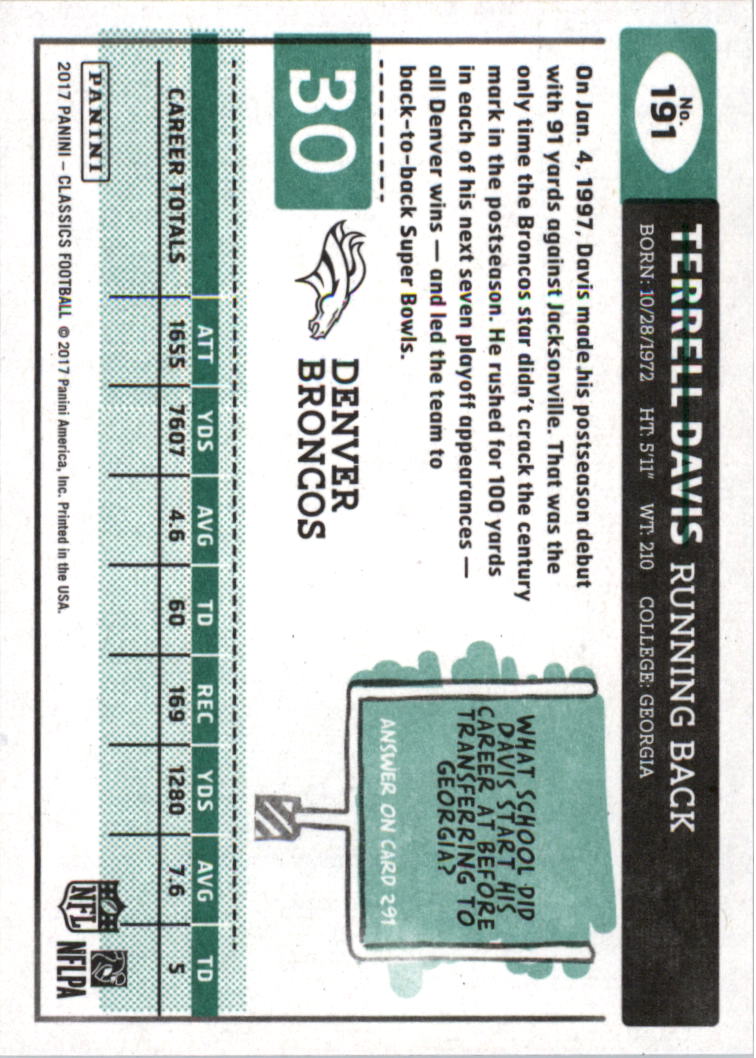 No.
191
TERRELL DAVIS RUNNING BACK
BORN: 10/28/1972 HT: 5'11" WT: 210 COLLEGE: GEORGIA
On Jan. 4, 1997, Davis made his postseason debut
with 91 yards against Jacksonville. That was the
only time the Broncos star didn't crack the century
mark in the postseason. He rushed for 100 yards
in each of his next seven playoff appearances —
all Denver wins — and led the team to
back-to-back Super Bowls.
WHAT SCHOOL DID
DAVIS START HIS
CAREER AT BEFORE
TRANSFERRING TO
GEORGIA?
ANSWER ON CARD 291
30
DENVER
BRONCOS
ATT YDS AVG TD REC YDS AVG TD
CAREER TOTALS 1655 7607 4.6 60 169 1280 7.6 5
PANINI
2017 PANINI – CLASSICS FOOTBALL © 2017 Panini America, Inc. Printed in the USA.
NFL
NFLPA